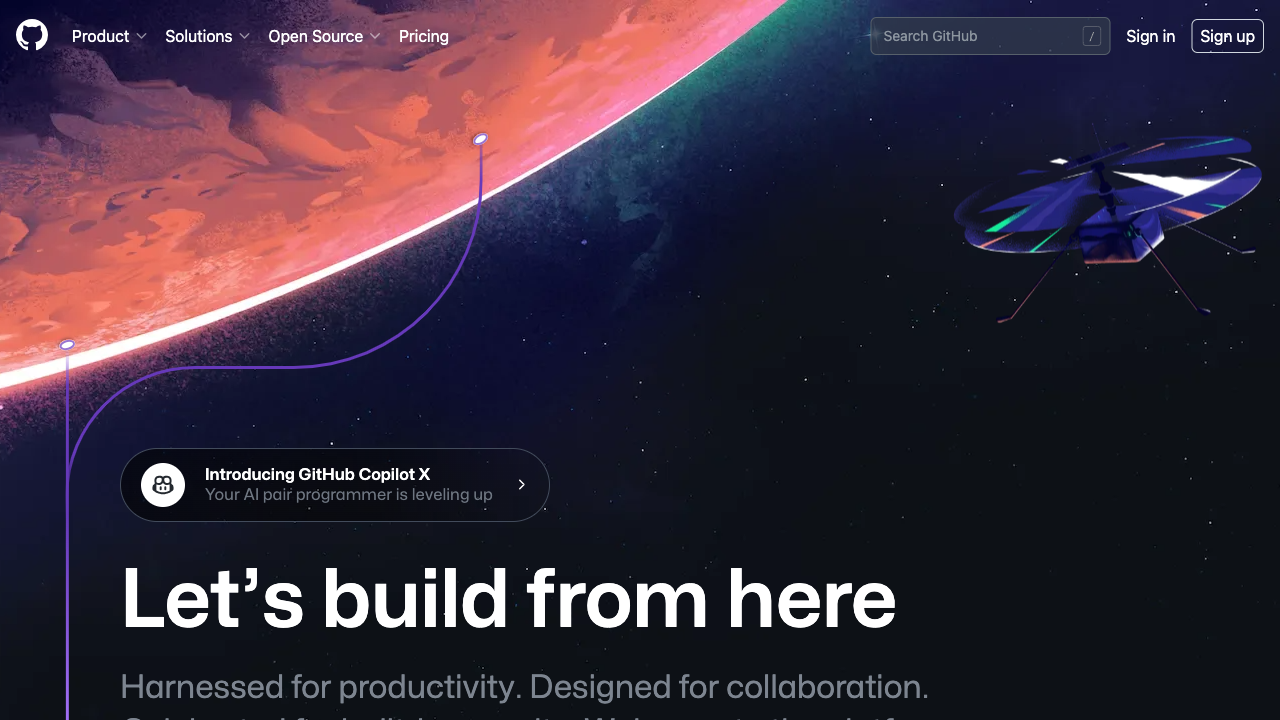 Product
Solutions
Open Source
Pricing
Search GitHub
/
Sign in
Sign up
Introducing GitHub Copilot X
Your AI pair programmer is leveling up
Let’s build from here
Harnessed for productivity. Designed for collaboration.